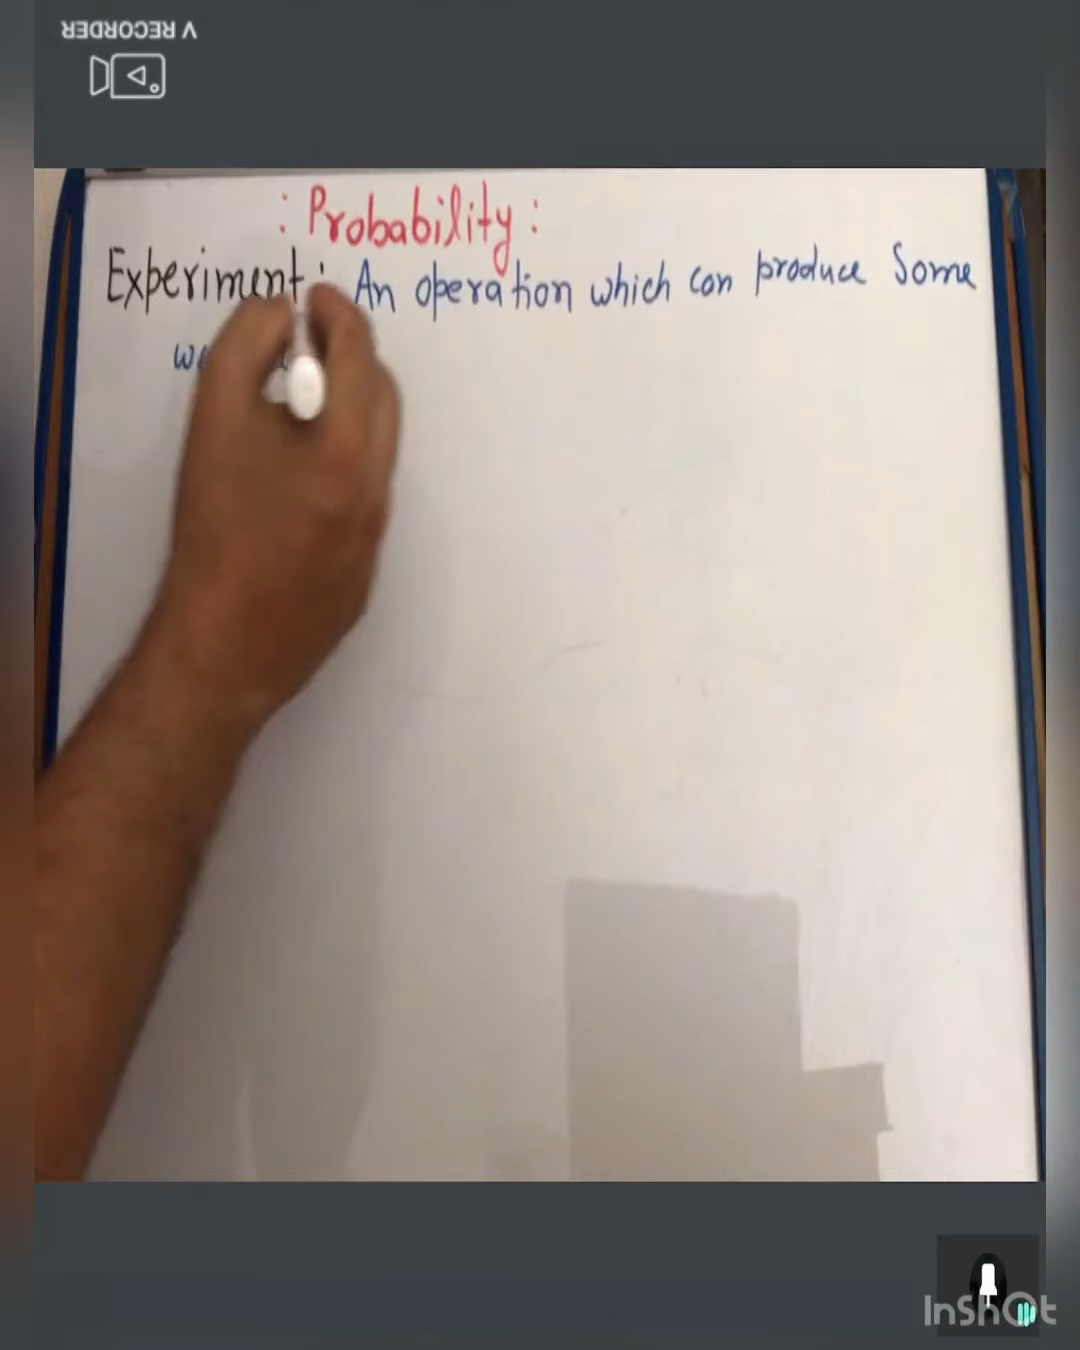 V RECORDER
: Probability :
Experiment : An operation which can produce some
InShOt